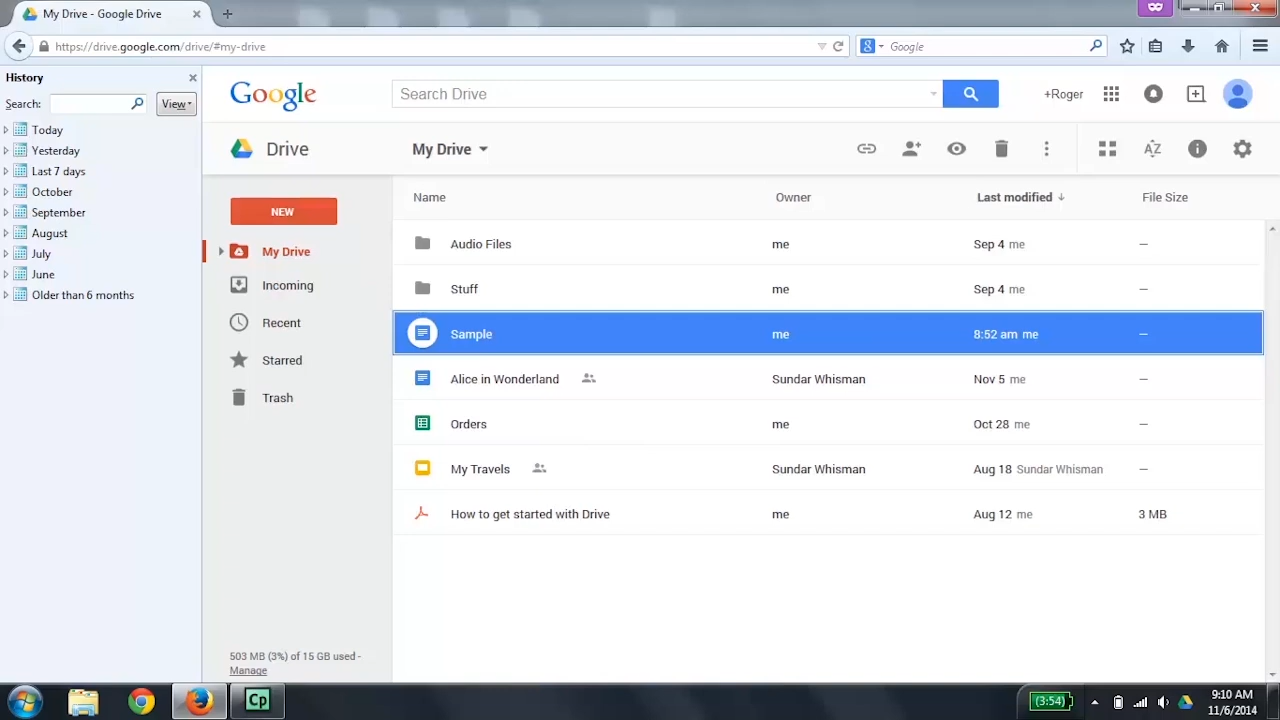 My Drive - Google Drive
https://drive.google.com/drive/#my-drive
Google
History
Search:
View
Today
Yesterday
Last 7 days
October
September
August
July
June
Older than 6 months
Google
Search Drive
+Roger
Drive
My Drive
NEW
My Drive
Incoming
Recent
Starred
Trash
503 MB (3%) of 15 GB used -
Manage
Name Owner Last modified File Size
Audio Files me Sep 4 me –
Stuff me Sep 4 me –
Sample me 8:52 am me –
Alice in Wonderland Sundar Whisman Nov 5 me –
Orders me Oct 28 me –
My Travels Sundar Whisman Aug 18 Sundar Whisman –
How to get started with Drive me Aug 12 me 3 MB
Cp
(3:54)
9:10 AM
11/6/2014